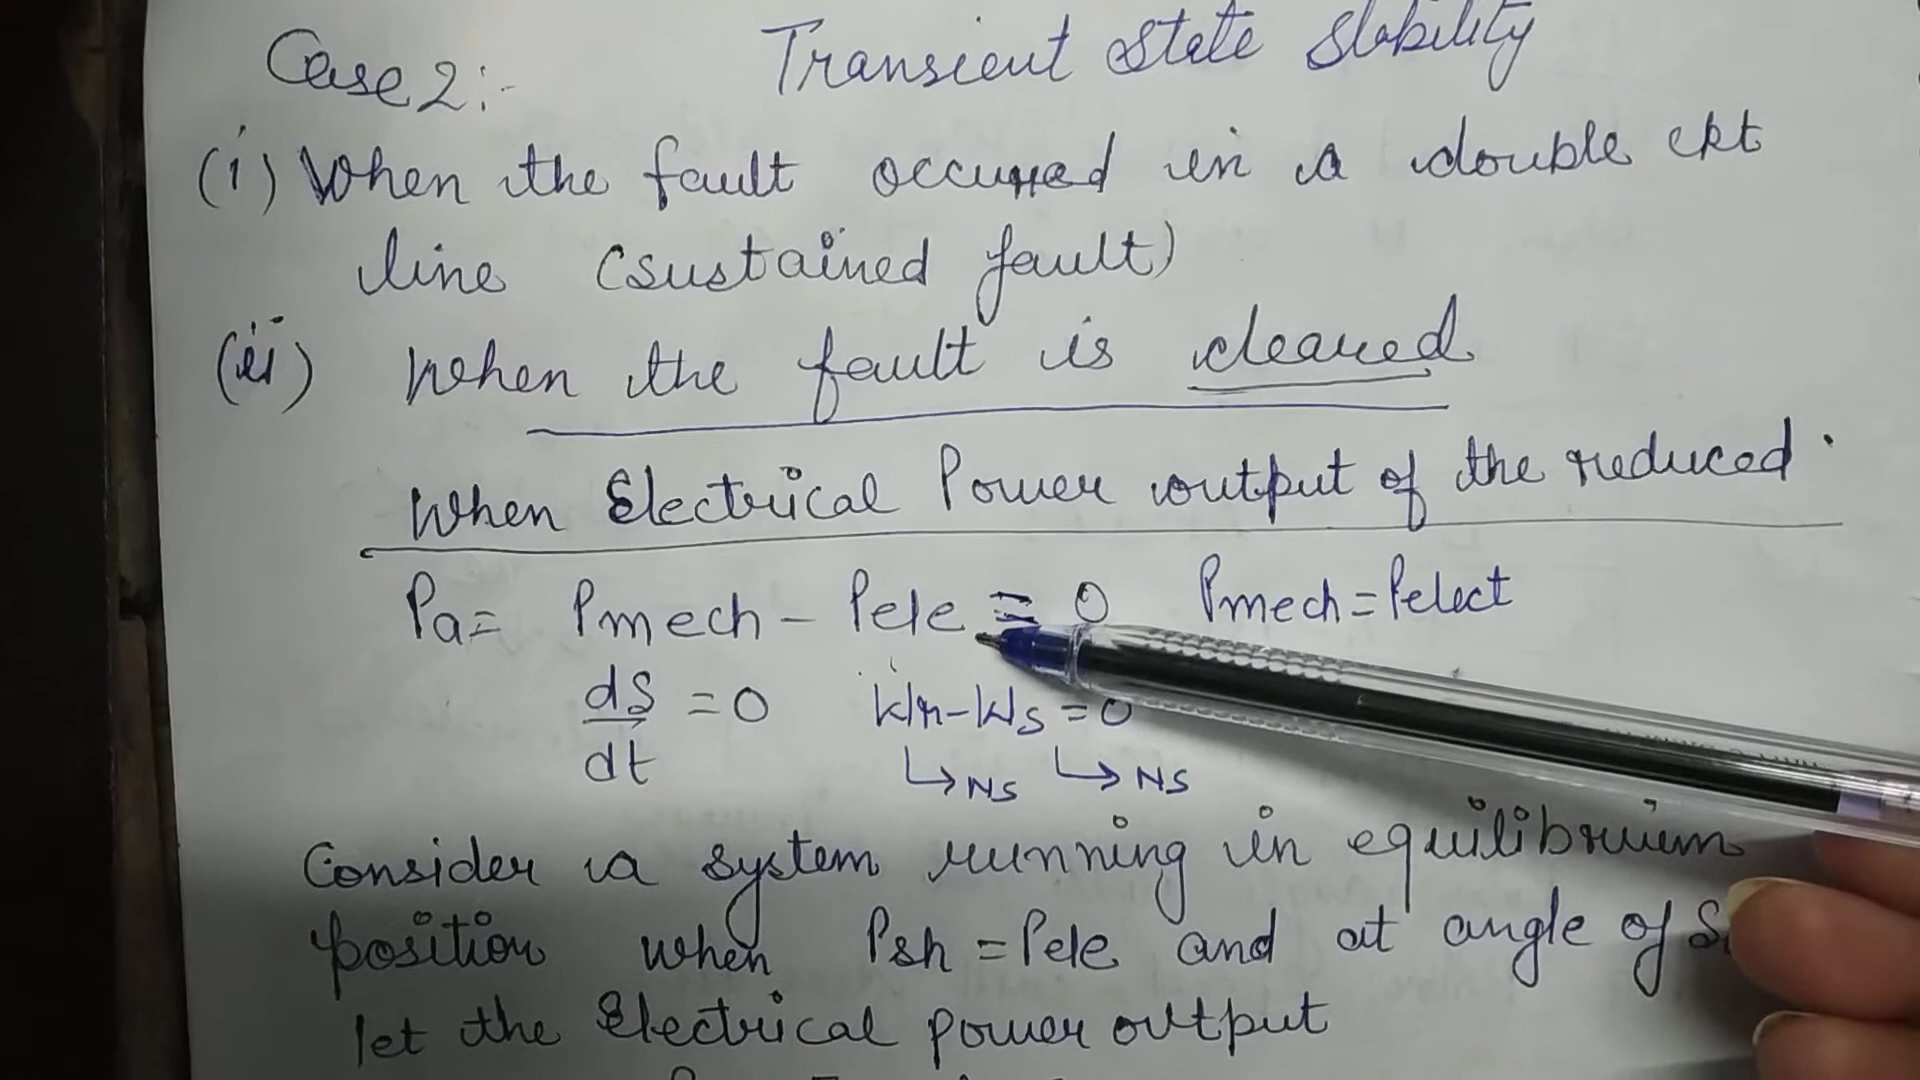 Case 2:- Transient State Stability
(i) When the fault occurred in a double ckt
line (sustained fault)
(ii) When the fault is cleared
When Electrical Power output of the reduced
Pa = Pmech - Pele = 0 Pmech = Pelect
dδ/dt = 0 Wr - Ws = 0
↳ NS ↳ NS
Consider a system running in equilibrium
position when Psh = Pele and at angle of
let the Electrical power output